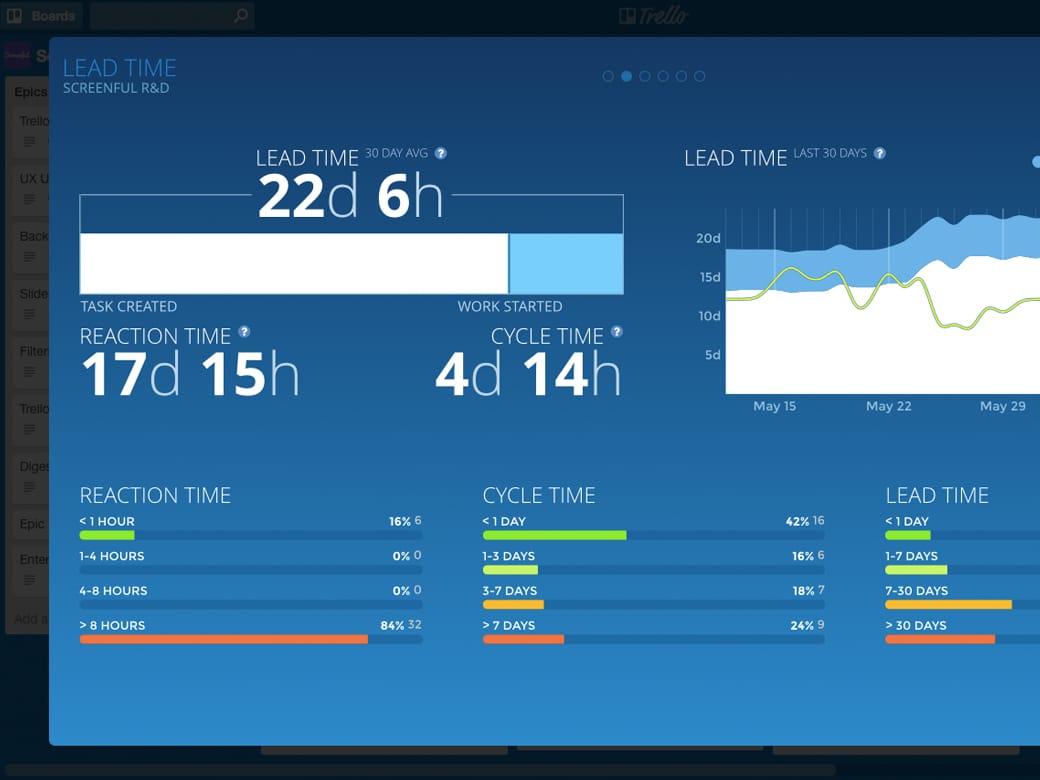 Boards
Trello
LEAD TIME
SCREENFUL R&D
Epics
Trello
UX U
Back
Slide
Filteri
Trello
Diges
Epic
Enter
Add a
LEAD TIME 30 DAY AVG ?
22d 6h
TASK CREATED
WORK STARTED
REACTION TIME ?
17d 15h
CYCLE TIME ?
4d 14h
LEAD TIME LAST 30 DAYS ?
20d
15d
10d
5d
May 15 May 22 May 29
REACTION TIME
< 1 HOUR 16% 6
1-4 HOURS 0% 0
4-8 HOURS 0% 0
> 8 HOURS 84% 32
CYCLE TIME
< 1 DAY 42% 16
1-3 DAYS 16% 6
3-7 DAYS 18% 7
> 7 DAYS 24% 9
LEAD TIME
< 1 DAY
1-7 DAYS
7-30 DAYS
> 30 DAYS